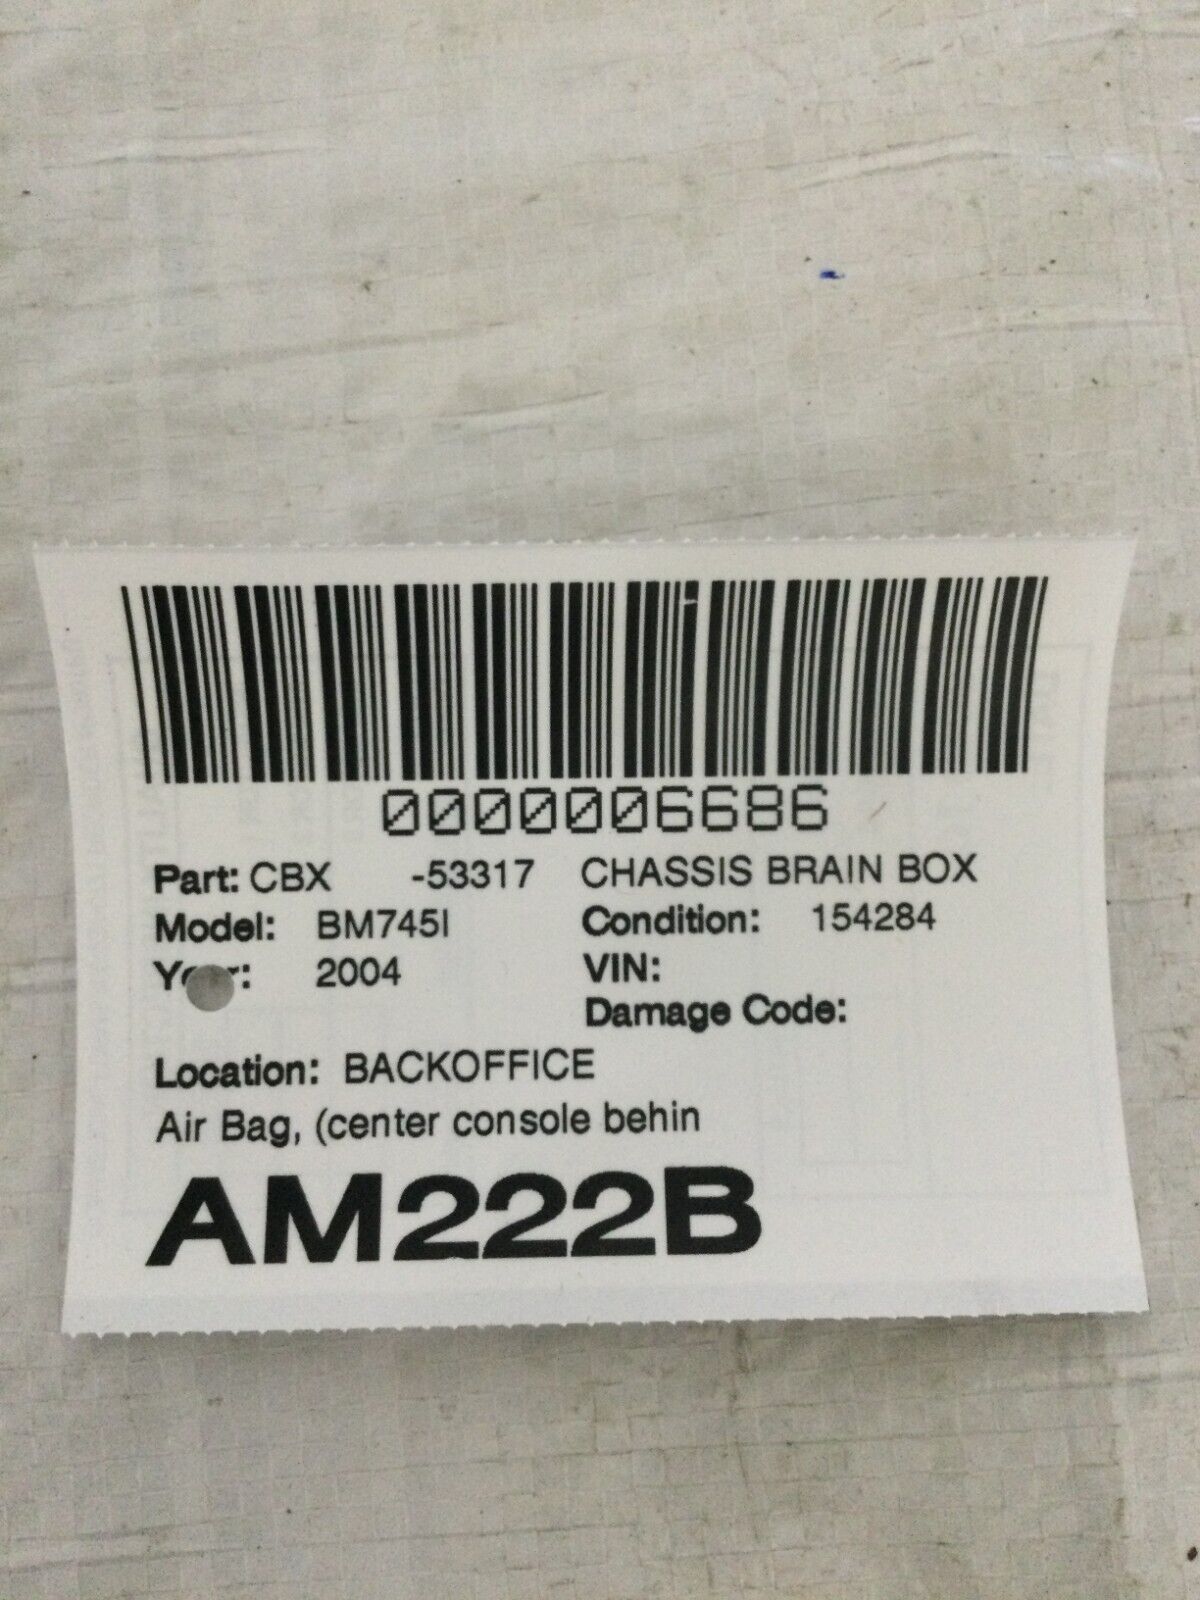 0000006686
Part: CBX -53317 CHASSIS BRAIN BOX
Model: BM745I Condition: 154284
Year: 2004 VIN:
Damage Code:
Location: BACKOFFICE
Air Bag, (center console behin
AM222B